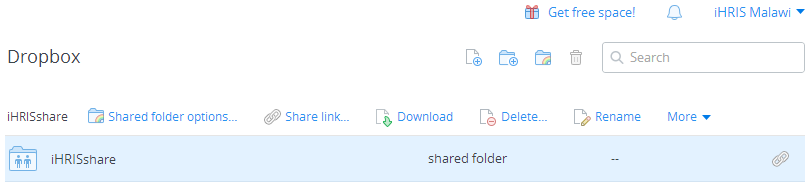 Get free space! iHRIS Malawi
Dropbox Search
iHRISshare Shared folder options... Share link... Download Delete... Rename More
iHRISshare shared folder --